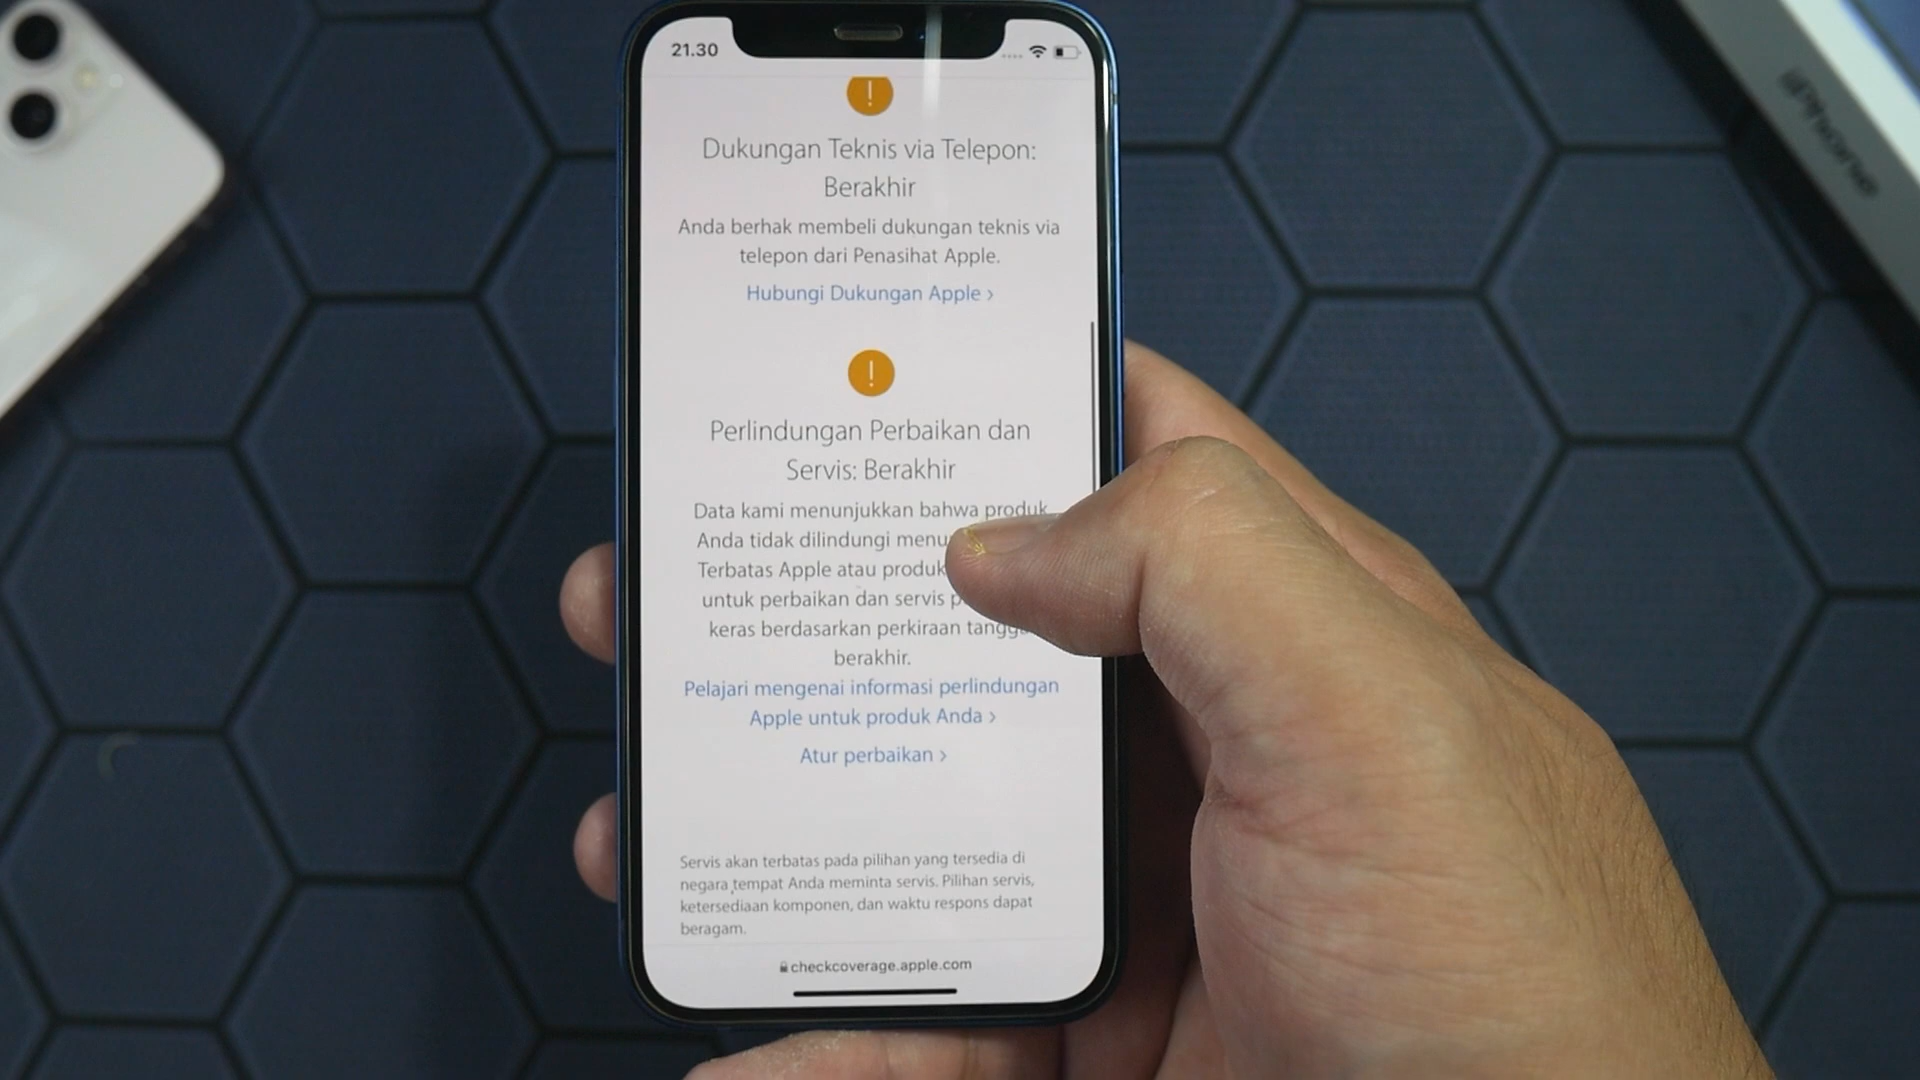 21.30
!
Dukungan Teknis via Telepon:
Berakhir
Anda berhak membeli dukungan teknis via
telepon dari Penasihat Apple.
Hubungi Dukungan Apple >
!
Perlindungan Perbaikan dan
Servis: Berakhir
Data kami menunjukkan bahwa produk
Anda tidak dilindungi
Terbatas Apple atau produk
untuk perbaikan dan servis
keras berdasarkan perkiraan
berakhir.
Pelajari mengenai informasi perlindungan
Apple untuk produk Anda >
Atur perbaikan >
Servis akan terbatas pada pilihan yang tersedia di
negara tempat Anda meminta servis. Pilihan servis,
ketersediaan komponen, dan waktu respons dapat
beragam.
checkcoverage.apple.com
iPhone